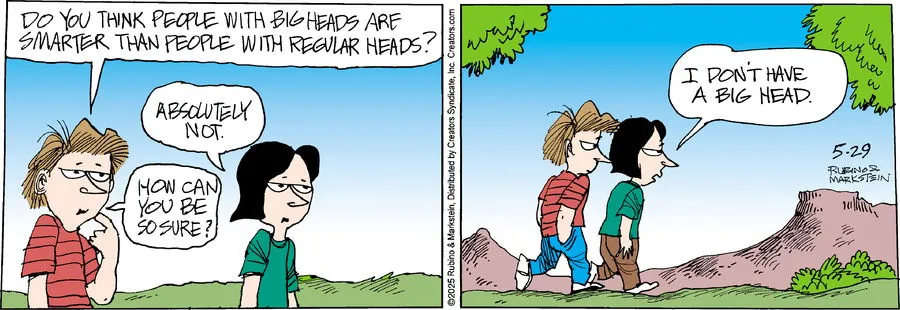 DO YOU THINK PEOPLE WITH BIG HEADS ARE
SMARTER THAN PEOPLE WITH REGULAR HEADS?
ABSOLUTELY
NOT.
HOW CAN
YOU BE
SO SURE?
©2025 Rubino & Markstein, Distributed by Creators Syndicate, Inc. Creators.com
I DON'T HAVE
A BIG HEAD.
5-29
RUBINO &
MARKSTEIN